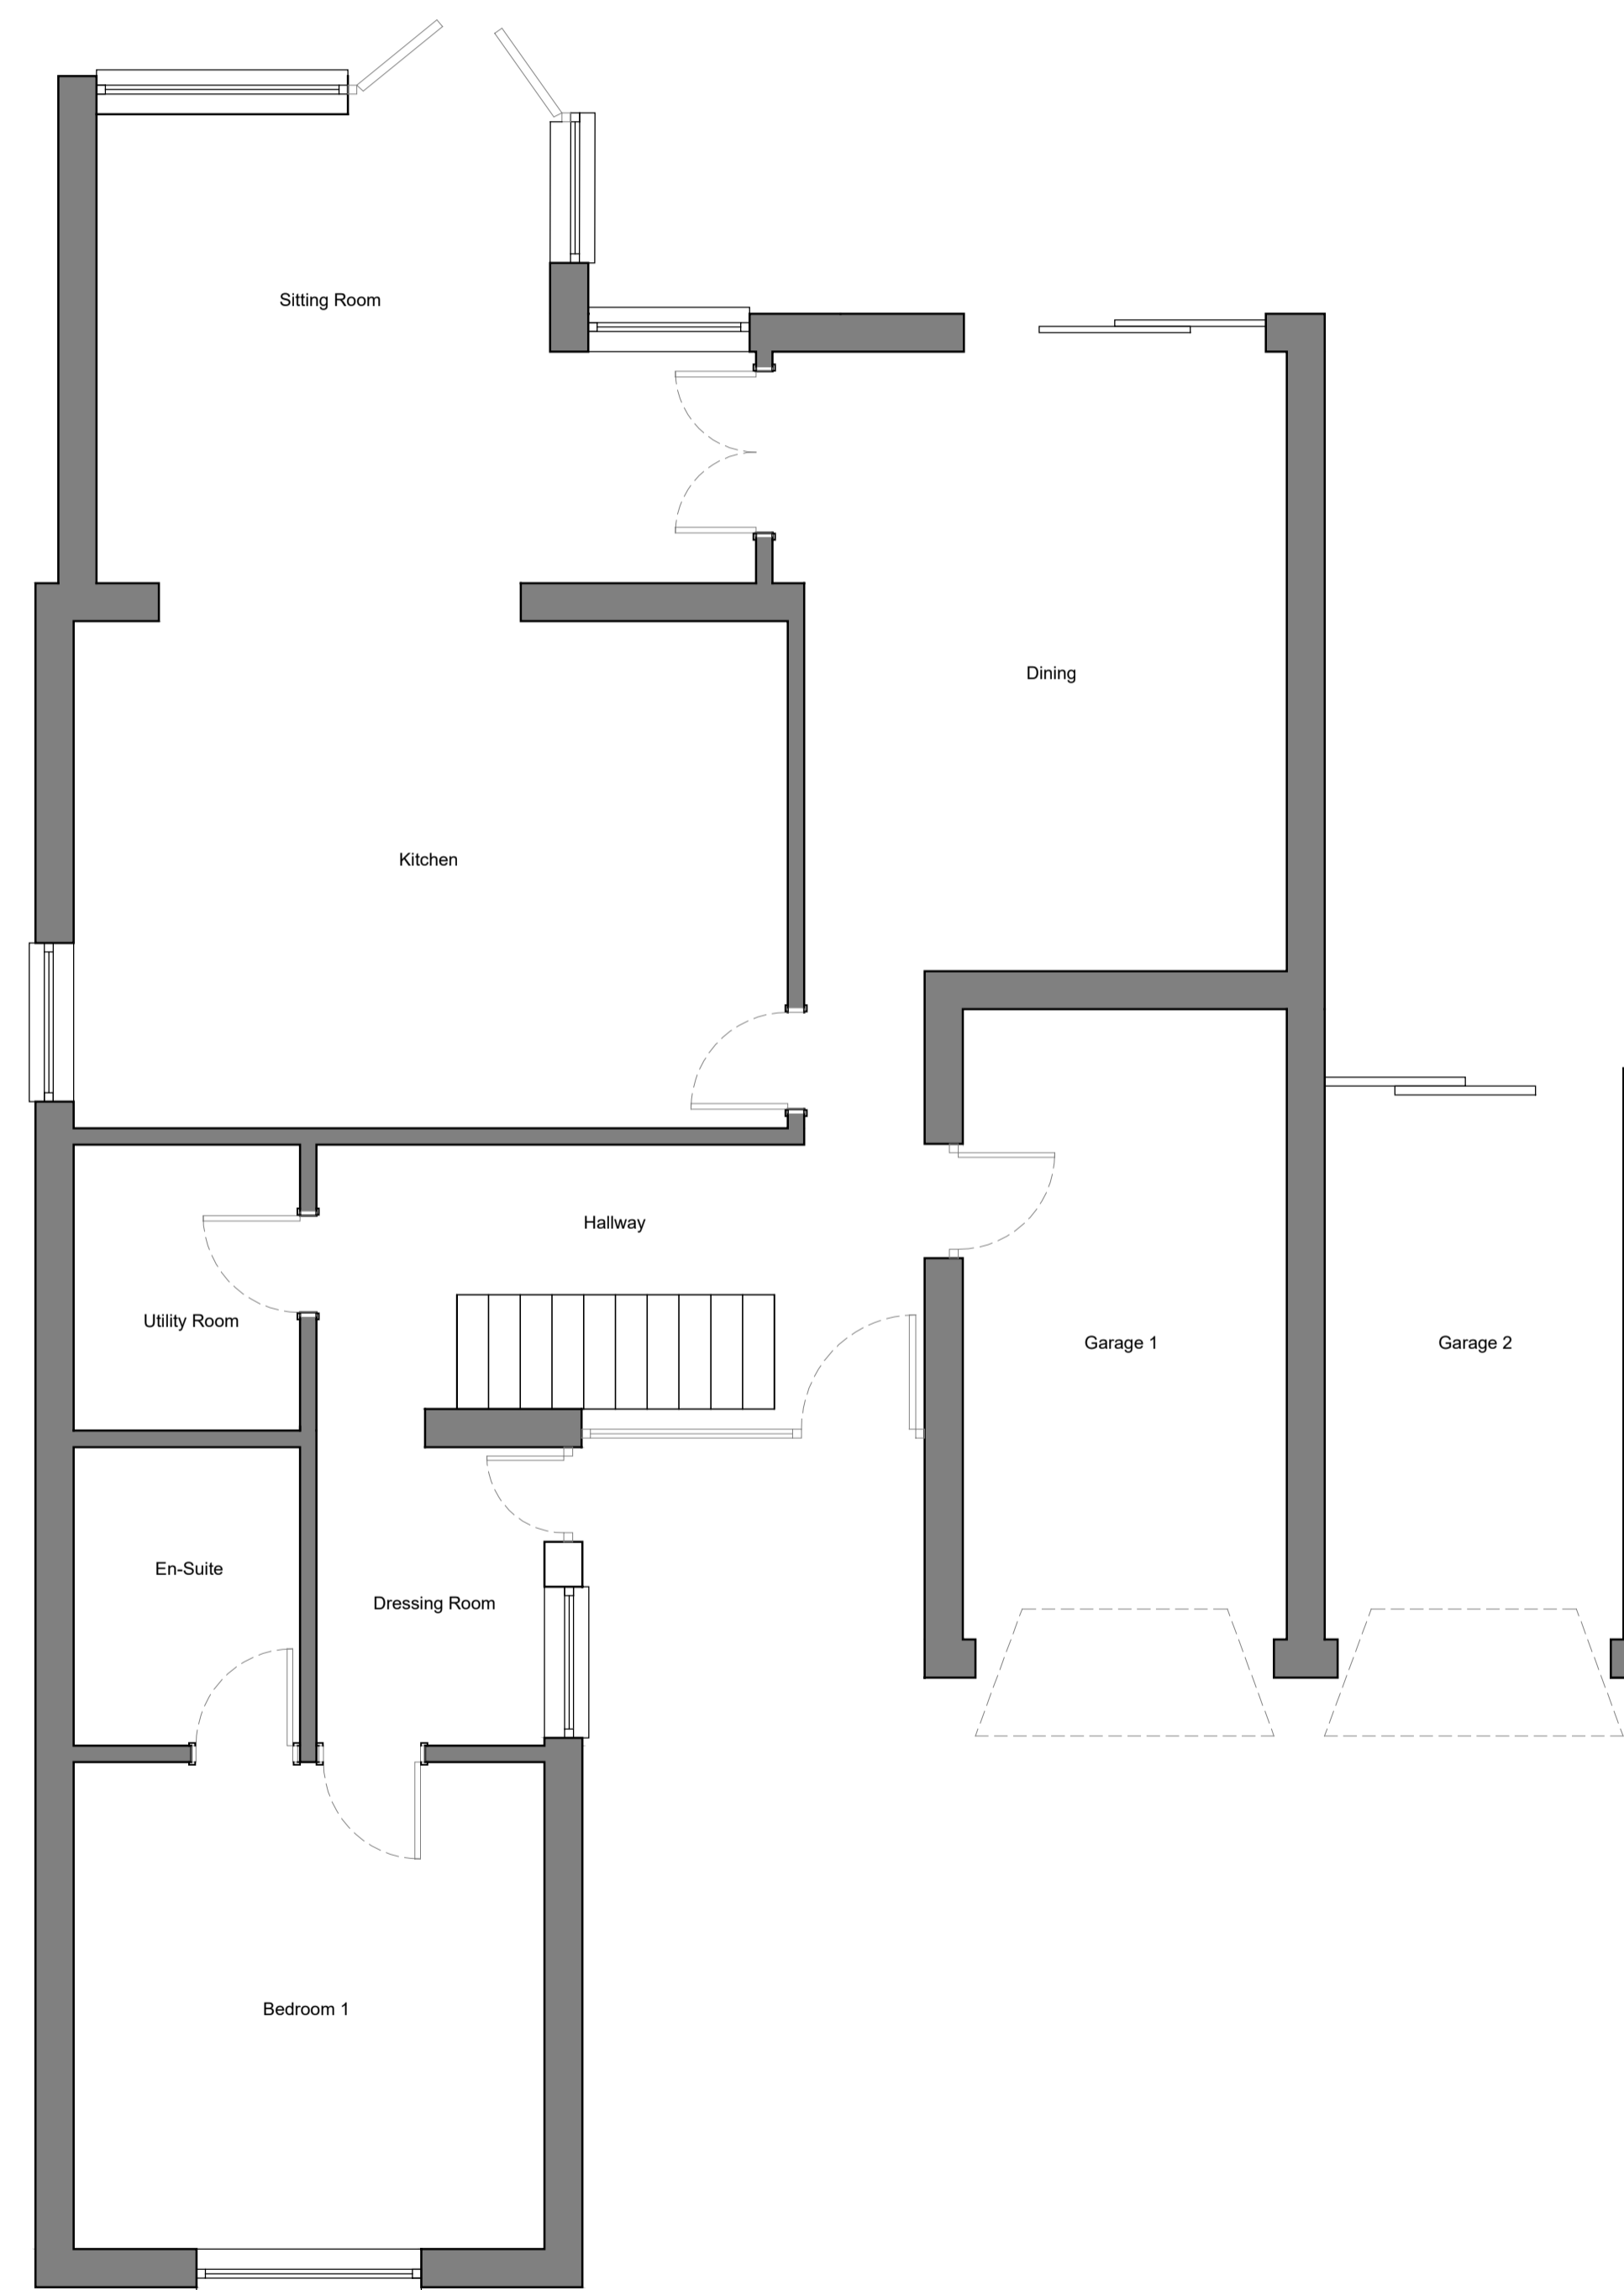 Sitting Room
Dining
Kitchen
Hallway
Utility Room
Garage 1
Garage 2
En-Suite
Dressing Room
Bedroom 1